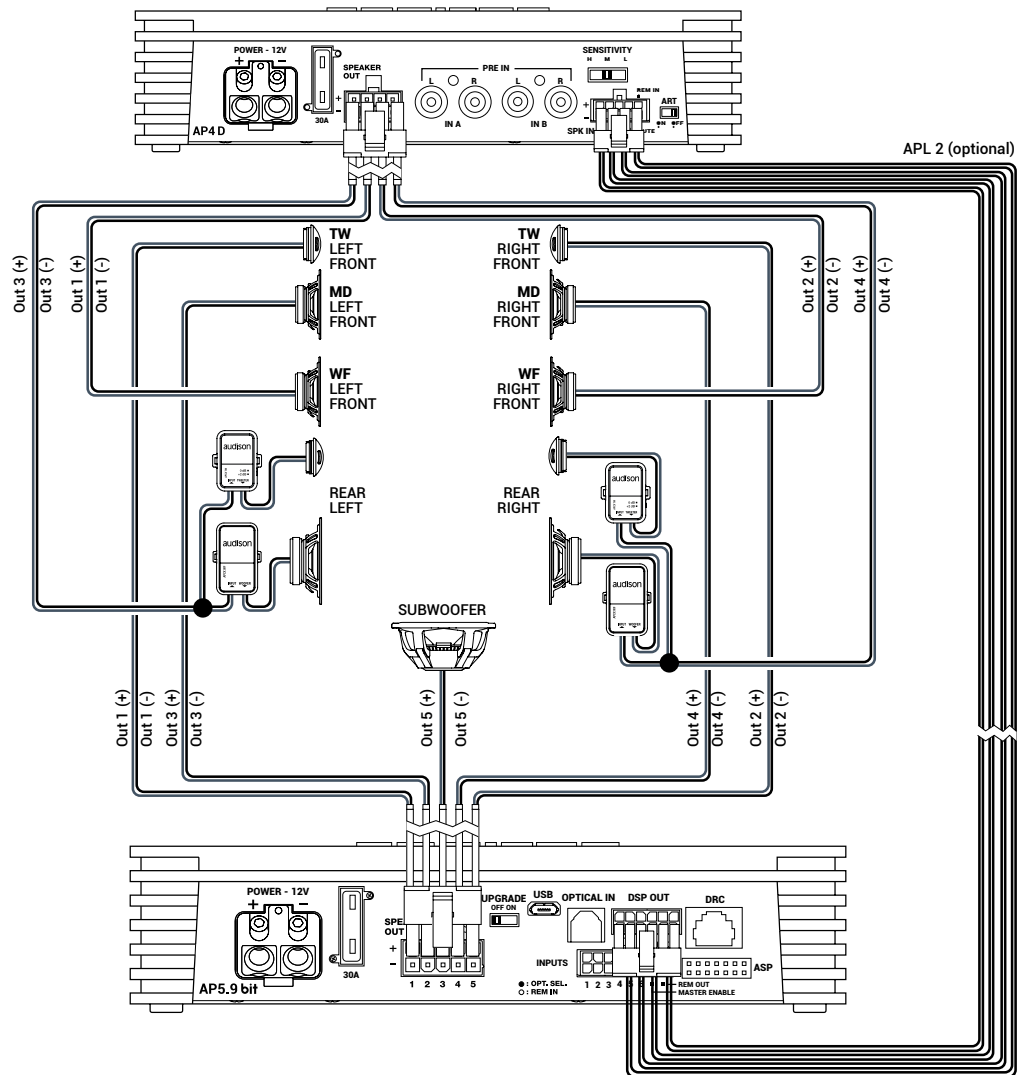 POWER - 12V
+ -
30A
AP4 D
SPEAKER
OUT
+
-
PRE IN
L R L R
IN A IN B
SENSITIVITY
H M L
REM IN
ART
ON OFF
+
-
SPK IN
UTE
APL 2 (optional)
Out 3 (+)
Out 3 (-)
Out 1 (+)
Out 1 (-)
TW
LEFT
FRONT
MD
LEFT
FRONT
WF
LEFT
FRONT
TW
RIGHT
FRONT
MD
RIGHT
FRONT
WF
RIGHT
FRONT
Out 2 (+)
Out 2 (-)
Out 4 (+)
Out 4 (-)
audison
audison
REAR
LEFT
REAR
RIGHT
audison
audison
SUBWOOFER
Out 1 (+)
Out 1 (-)
Out 3 (+)
Out 3 (-)
Out 5 (+)
Out 5 (-)
Out 4 (+)
Out 4 (-)
Out 2 (+)
Out 2 (-)
POWER - 12V
+ -
30A
AP5.9 bit
SPE
OUT
+
-
1 2 3 4 5
UPGRADE
OFF ON
USB
OPTICAL IN
DSP OUT
DRC
INPUTS
1 2 3 4 5 6
ASP
● : OPT. SEL.
○ : REM IN
REM OUT
MASTER ENABLE